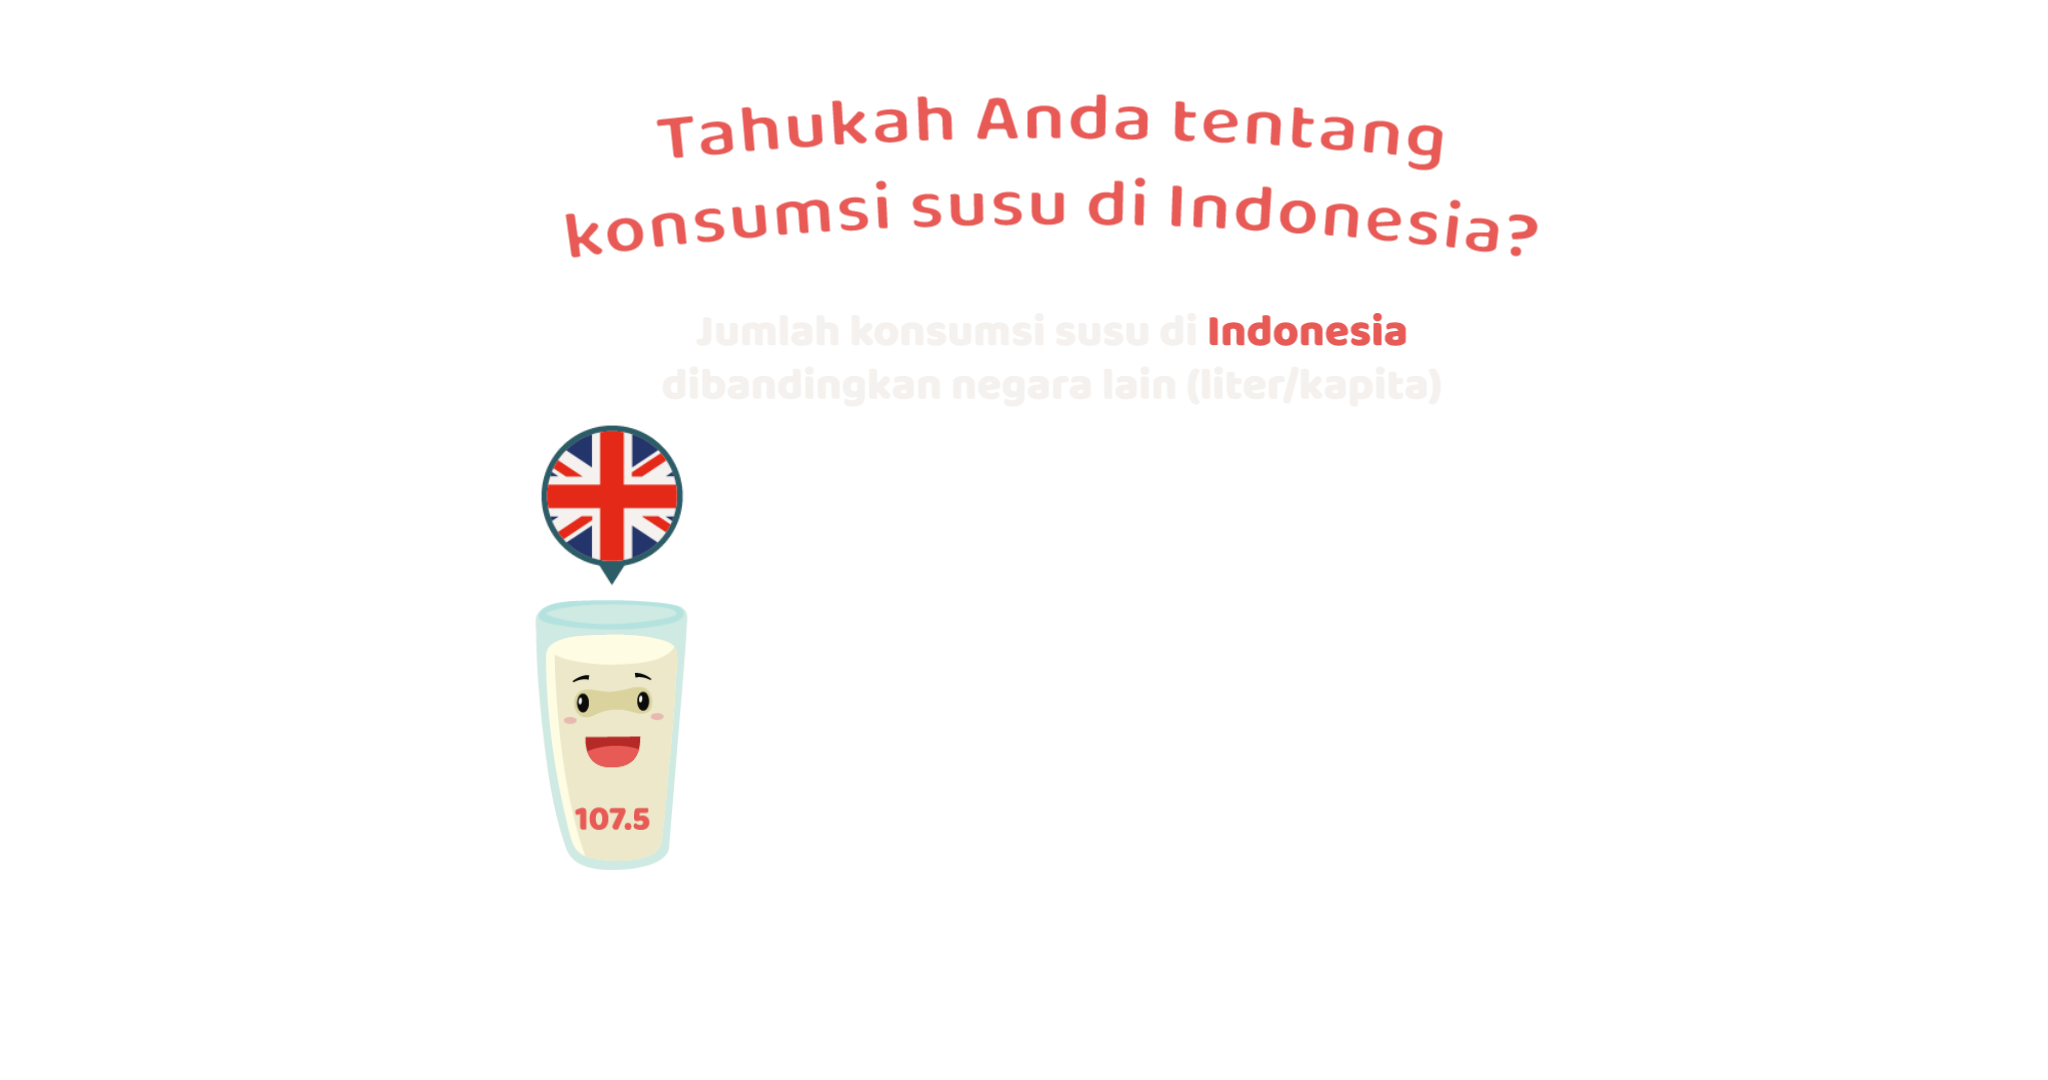 Tahukah Anda tentang
konsumsi susu di Indonesia?
Jumlah konsumsi susu di Indonesia
dibandingkan negara lain (liter/kapita)
107.5